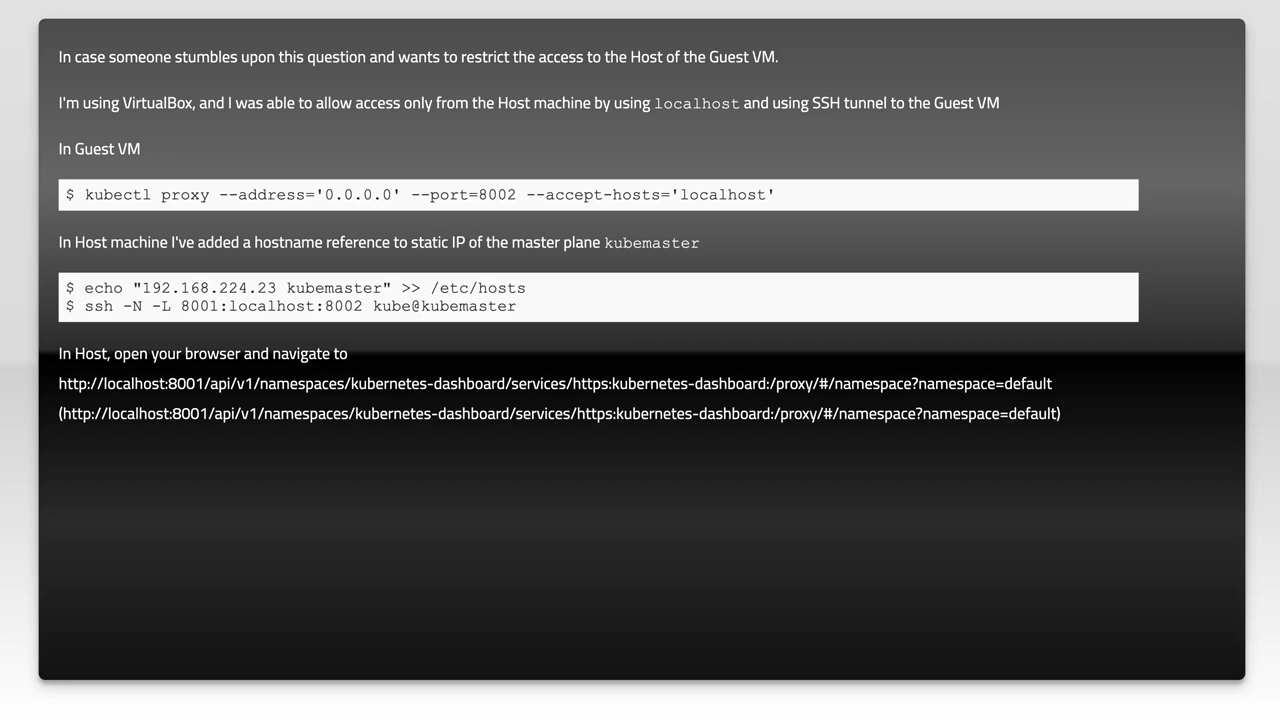 In case someone stumbles upon this question and wants to restrict the access to the Host of the Guest VM.
I'm using VirtualBox, and I was able to allow access only from the Host machine by using localhost and using SSH tunnel to the Guest VM
In Guest VM
$ kubectl proxy --address='0.0.0.0' --port=8002 --accept-hosts='localhost'
In Host machine I've added a hostname reference to static IP of the master plane kubemaster
$ echo "192.168.224.23 kubemaster" >> /etc/hosts
$ ssh -N -L 8001:localhost:8002 kube@kubemaster
In Host, open your browser and navigate to
http://localhost:8001/api/v1/namespaces/kubernetes-dashboard/services/https:kubernetes-dashboard:/proxy/#/namespace?namespace=default
(http://localhost:8001/api/v1/namespaces/kubernetes-dashboard/services/https:kubernetes-dashboard:/proxy/#/namespace?namespace=default)